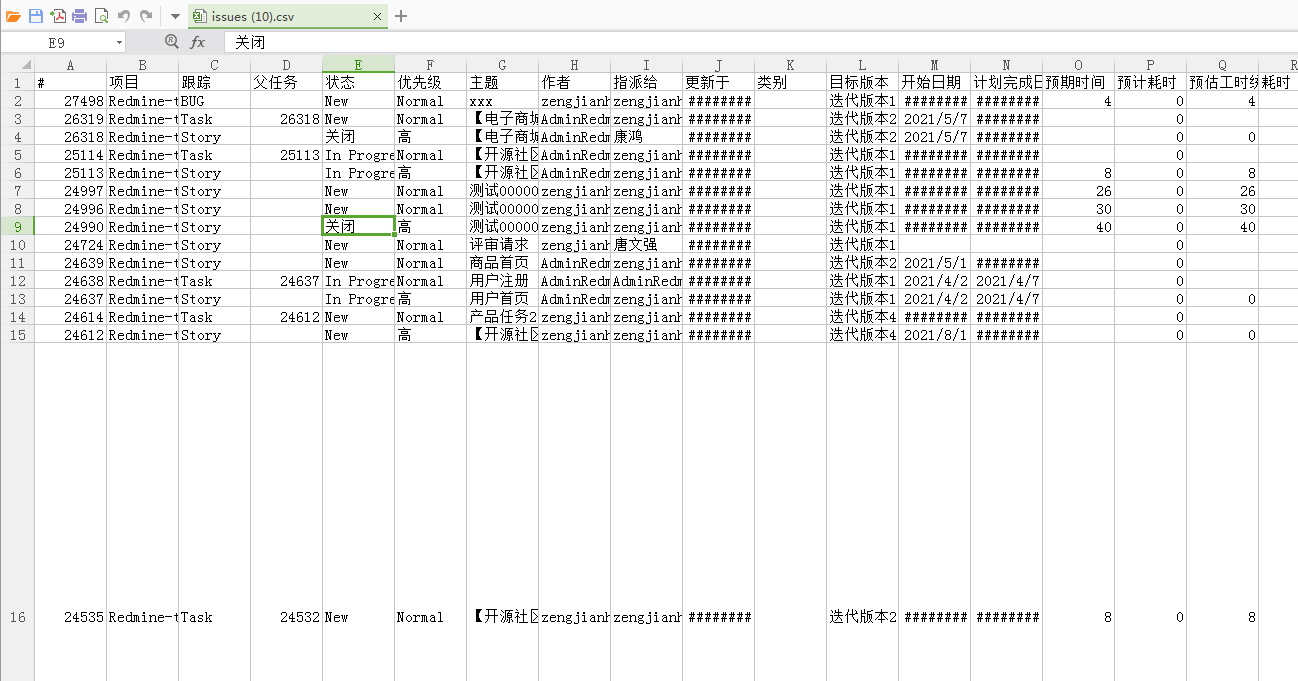 issues (10).csv
E9 fx 关闭
A B C D E F G H I J K L M N O P Q R
1 # 项目 跟踪 父任务 状态 优先级 主题 作者 指派给 更新于 类别 目标版本 开始日期 计划完成日 预期时间 预计耗时 预估工时统 耗时
2 27498 Redmine-t BUG New Normal xxx zengjianh zengjianh ######## 迭代版本1 ######## ######## 4 0 4
3 26319 Redmine-t Task 26318 New Normal 【电子商城 AdminRedm zengjianh ######## 迭代版本2 2021/5/7 ######## 0
4 26318 Redmine-t Story 关闭 高 【电子商城 AdminRedm 康鸿 ######## 迭代版本2 2021/5/7 ######## 0 0
5 25114 Redmine-t Task 25113 In Progre Normal 【开源社区 AdminRedm zengjianh ######## 迭代版本1 ######## ######## 0
6 25113 Redmine-t Story In Progre 高 【开源社区 AdminRedm zengjianh ######## 迭代版本1 ######## ######## 8 0 8
7 24997 Redmine-t Story New Normal 测试00000 zengjianh zengjianh ######## 迭代版本1 ######## ######## 26 0 26
8 24996 Redmine-t Story New Normal 测试00000 zengjianh zengjianh ######## 迭代版本1 ######## ######## 30 0 30
9 24990 Redmine-t Story 关闭 高 测试00000 zengjianh zengjianh ######## 迭代版本1 ######## ######## 40 0 40
10 24724 Redmine-t Story New Normal 评审请求 zengjianh 唐文强 ######## 迭代版本1 0
11 24639 Redmine-t Story New Normal 商品首页 AdminRedm zengjianh ######## 迭代版本2 2021/5/1 ######## 0
12 24638 Redmine-t Task 24637 In Progre Normal 用户注册 AdminRedm AdminRedm ######## 迭代版本1 2021/4/2 2021/4/7 0
13 24637 Redmine-t Story In Progre 高 用户首页 AdminRedm zengjianh ######## 迭代版本1 2021/4/2 2021/4/7 0 0
14 24614 Redmine-t Task 24612 New Normal 产品任务2 zengjianh zengjianh ######## 迭代版本4 ######## ######## 0
15 24612 Redmine-t Story New 高 【开源社区 zengjianh zengjianh ######## 迭代版本4 2021/8/1 ######## 0 0
16 24535 Redmine-t Task 24532 New Normal 【开源社区 zengjianh zengjianh ######## 迭代版本2 ######## ######## 8 0 8